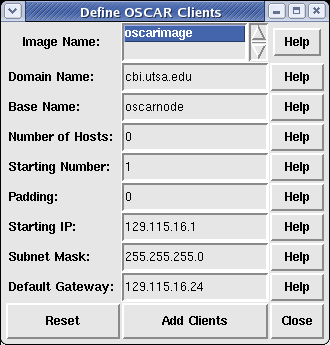 Define OSCAR Clients
Image Name: oscarimage Help
Domain Name: cbi.utsa.edu Help
Base Name: oscarnode Help
Number of Hosts: 0 Help
Starting Number: 1 Help
Padding: 0 Help
Starting IP: 129.115.16.1 Help
Subnet Mask: 255.255.255.0 Help
Default Gateway: 129.115.16.24 Help
Reset Add Clients Close